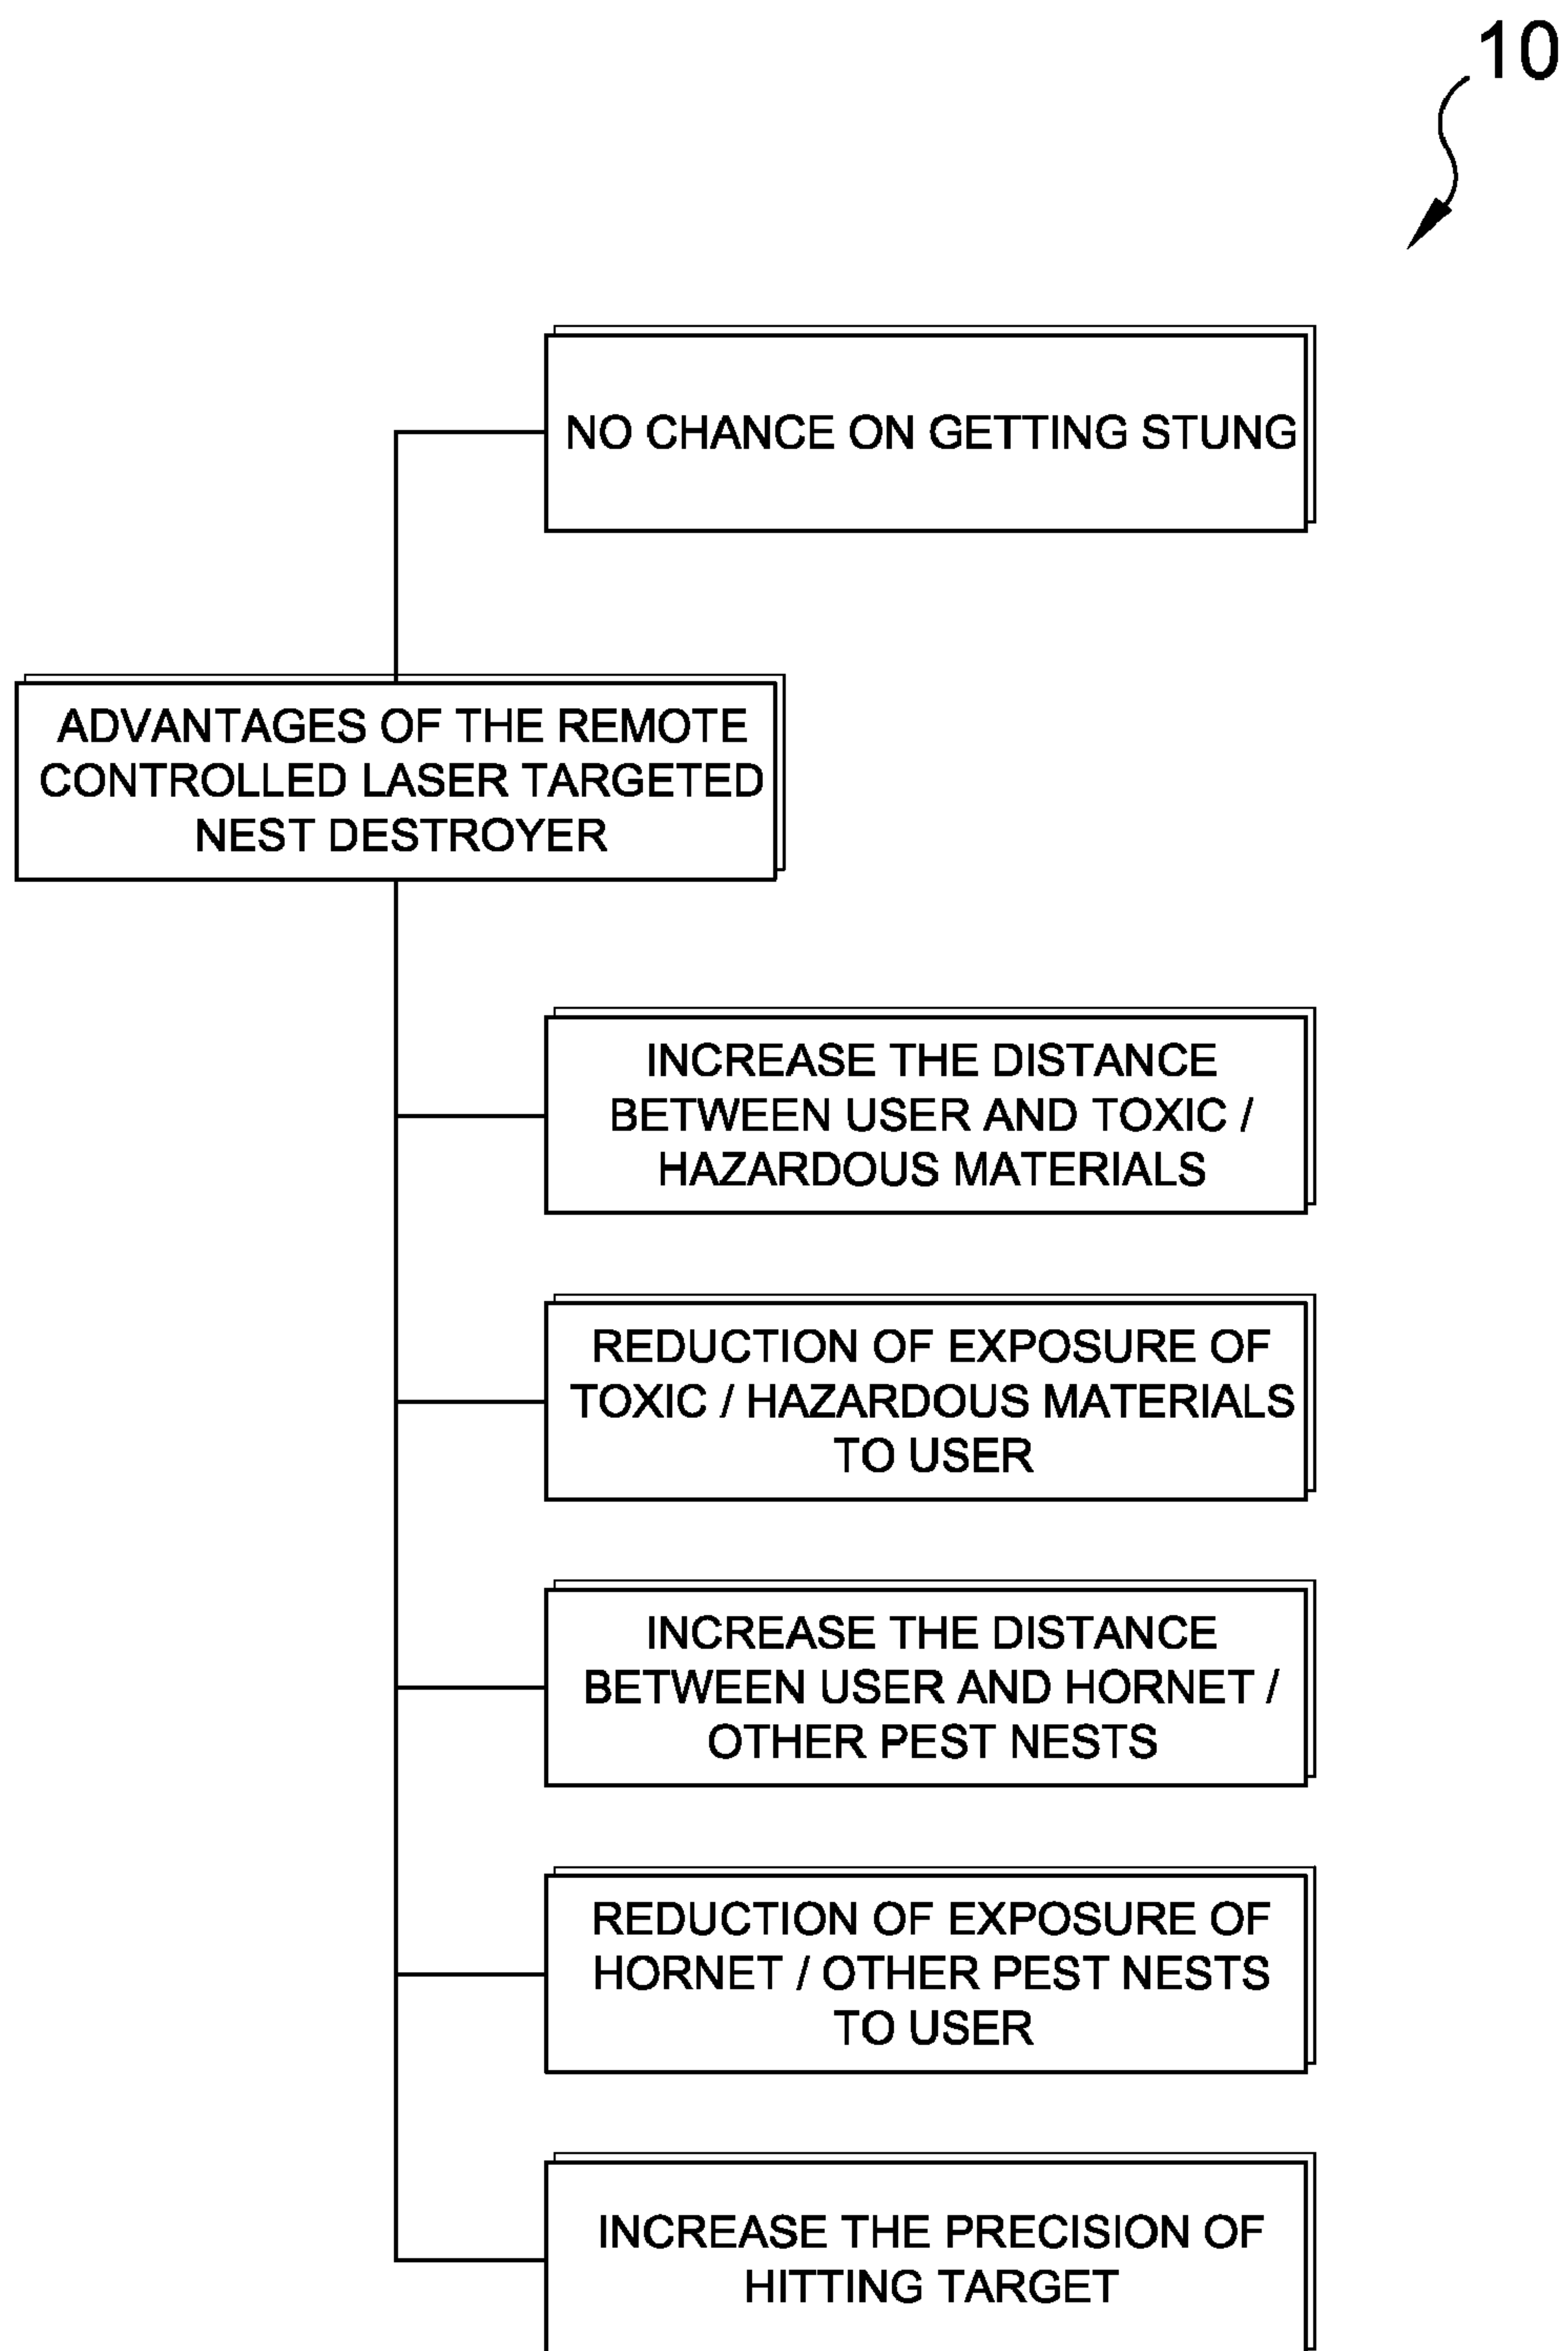 10
NO CHANCE ON GETTING STUNG
ADVANTAGES OF THE REMOTE
CONTROLLED LASER TARGETED
NEST DESTROYER
INCREASE THE DISTANCE
BETWEEN USER AND TOXIC /
HAZARDOUS MATERIALS
REDUCTION OF EXPOSURE OF
TOXIC / HAZARDOUS MATERIALS
TO USER
INCREASE THE DISTANCE
BETWEEN USER AND HORNET /
OTHER PEST NESTS
REDUCTION OF EXPOSURE OF
HORNET / OTHER PEST NESTS
TO USER
INCREASE THE PRECISION OF
HITTING TARGET